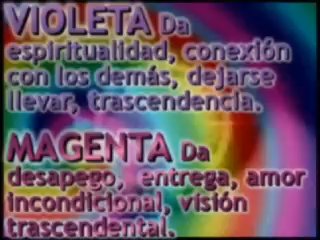 VIOLETA Da
espiritualidad, conexión
con los demás, dejarse
llevar, trascendencia.
MAGENTA Da
desapego, entrega, amor
incondicional, visión
trascendental.